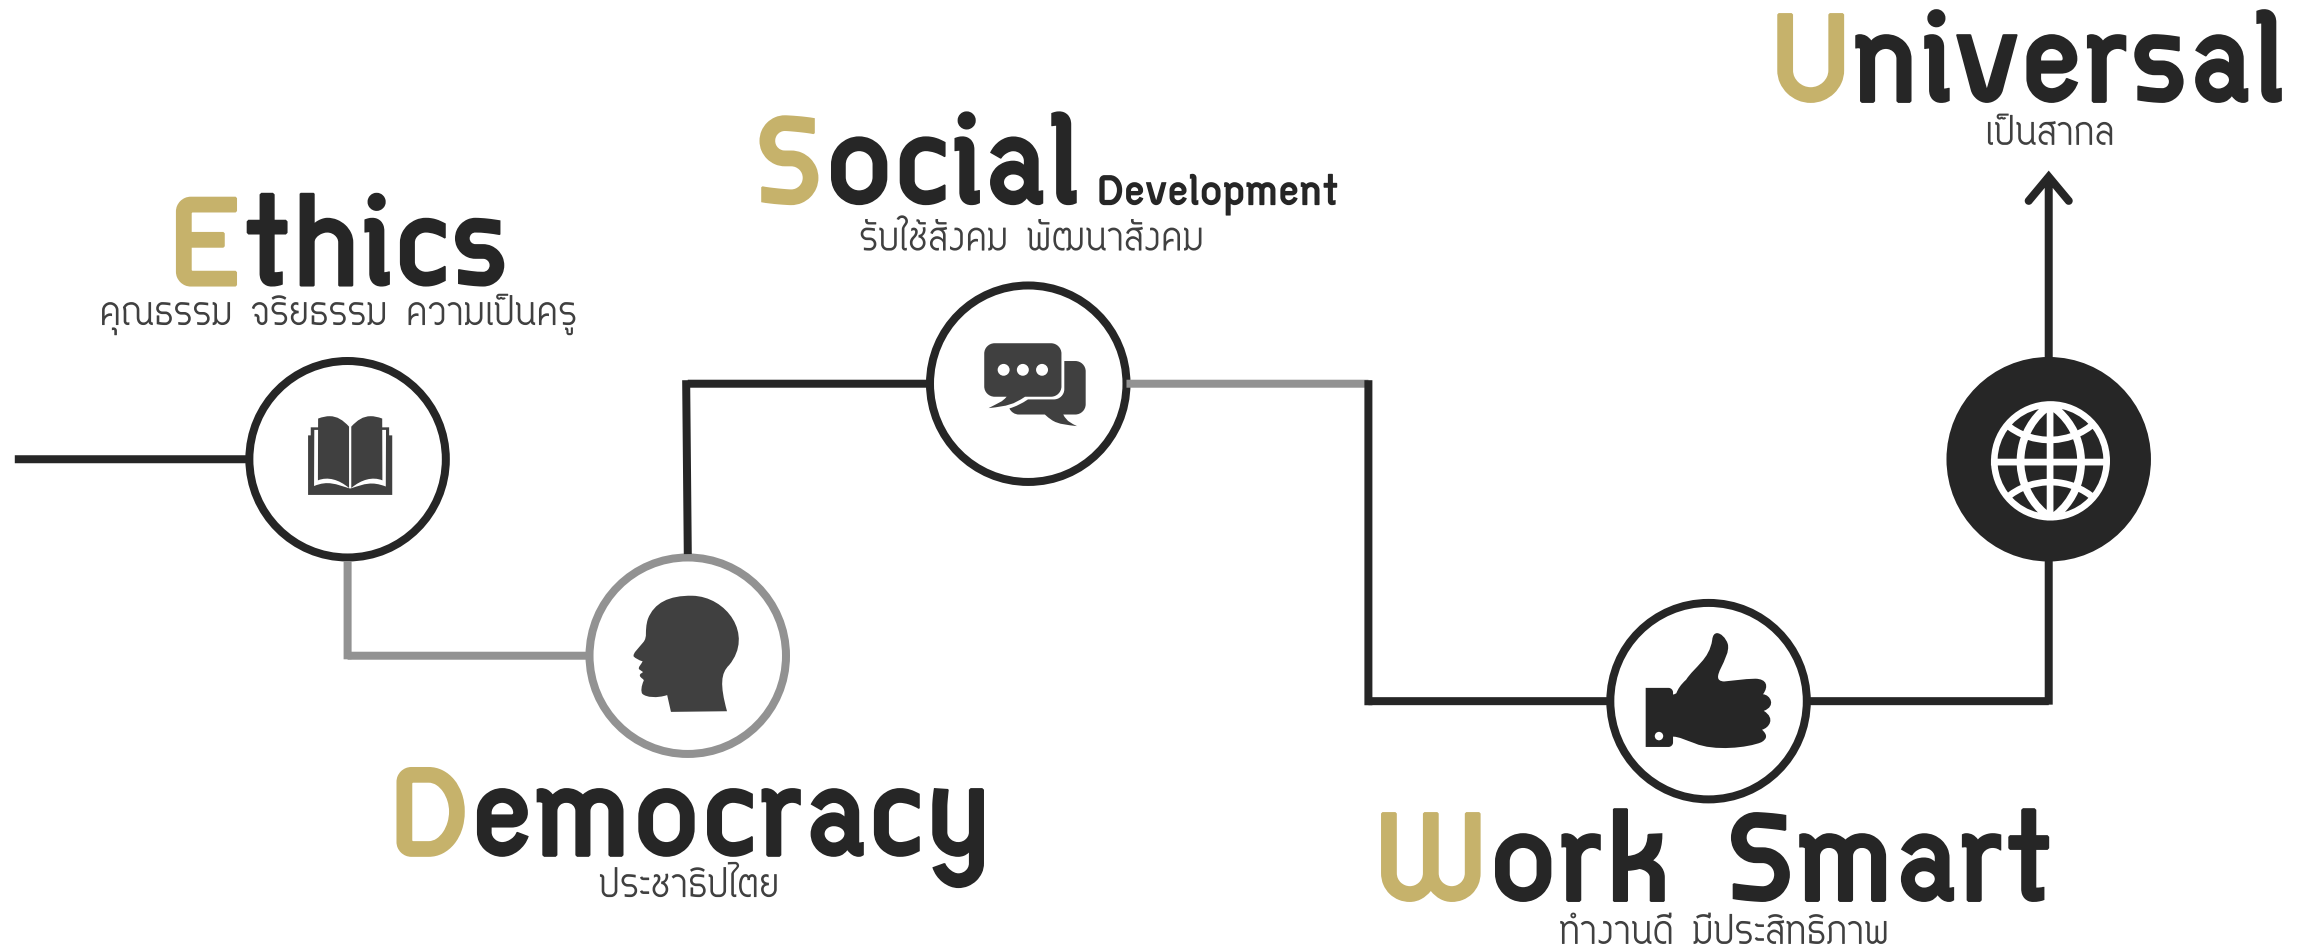 Ethics
คุณธรรม จริยธรรม ความเป็นครู
Democracy
ประชาธิปไตย
Social Development
รับใช้สังคม พัฒนาสังคม
Work Smart
ทำงานดี มีประสิทธิภาพ
Universal
เป็นสากล